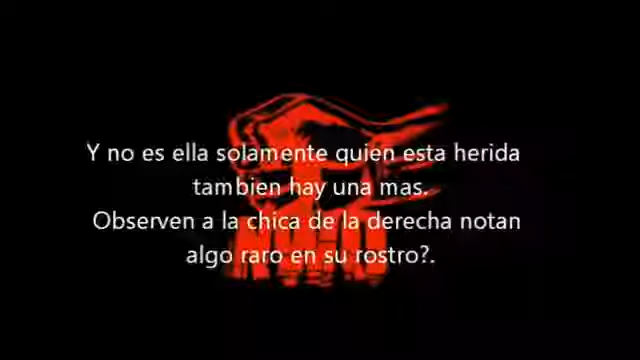 Y no es ella solamente quien esta herida
tambien hay una mas.
Observen a la chica de la derecha notan
algo raro en su rostro?.